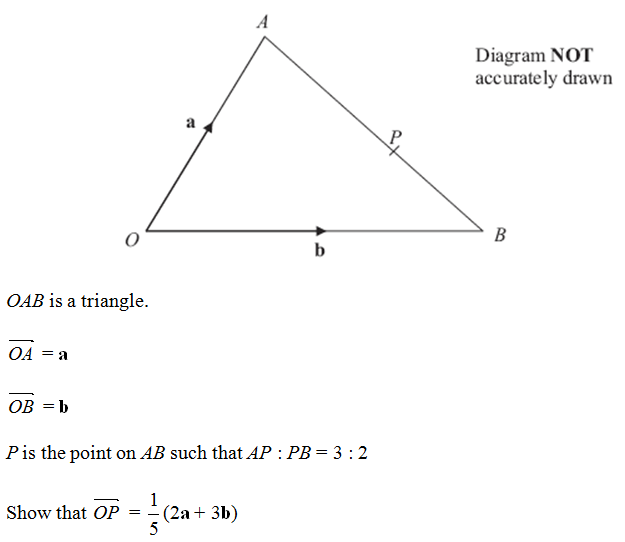 A
Diagram NOT
accurately drawn
a
P
O
b
B
OAB is a triangle.
OA = a
OB = b
P is the point on AB such that AP : PB = 3 : 2
Show that OP = 1/5 (2a + 3b)